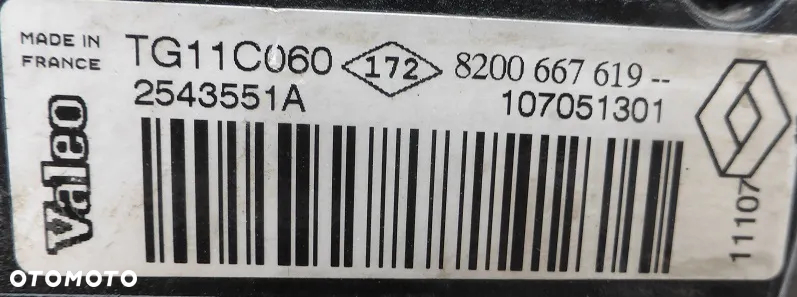 MADE IN
FRANCE
TG11C060 172 8200 667 619 --
2543551A 107051301
Valeo
11107
OTOMOTO